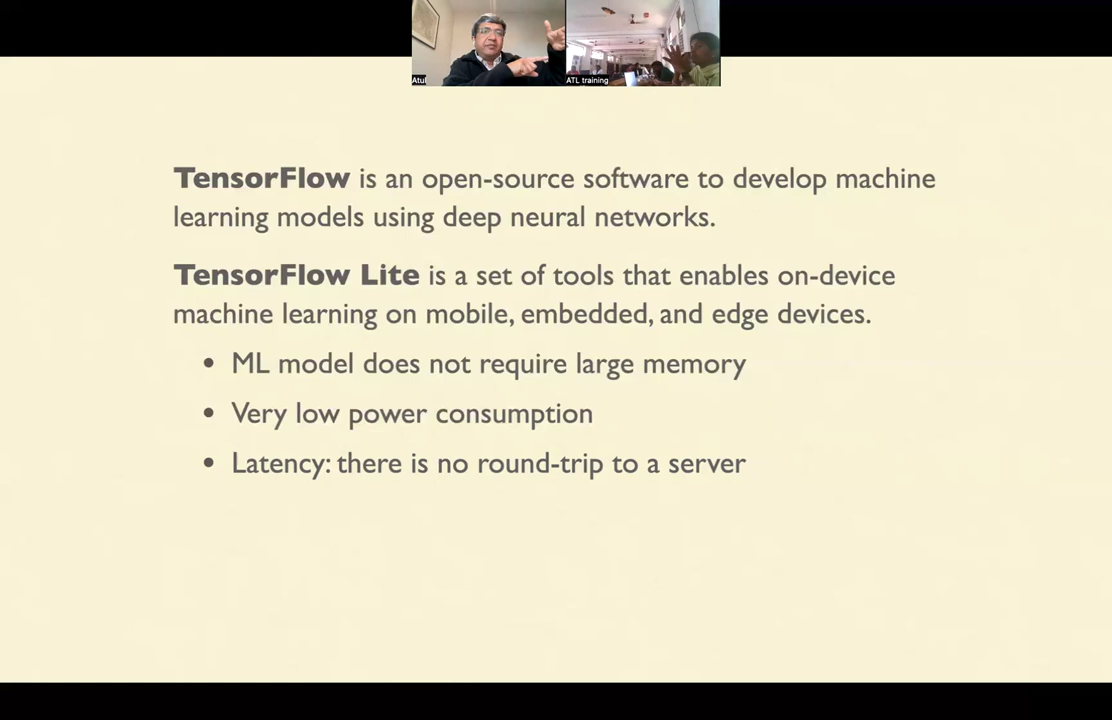 Atul
ATL training
TensorFlow is an open-source software to develop machine
learning models using deep neural networks.
TensorFlow Lite is a set of tools that enables on-device
machine learning on mobile, embedded, and edge devices.
• ML model does not require large memory
• Very low power consumption
• Latency: there is no round-trip to a server